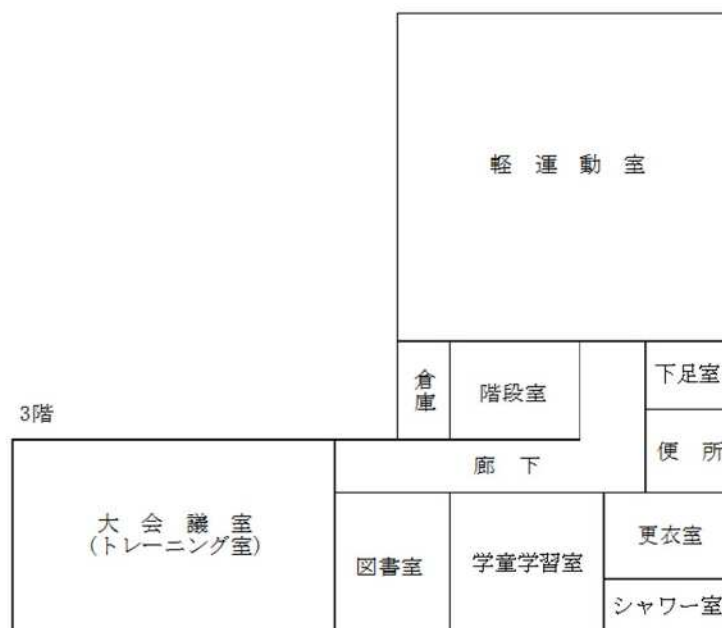 軽運動室
下足室
倉庫
階段室
3階
便所
廊下
大会議室
(トレーニング室)
更衣室
図書室
学童学習室
シャワー室